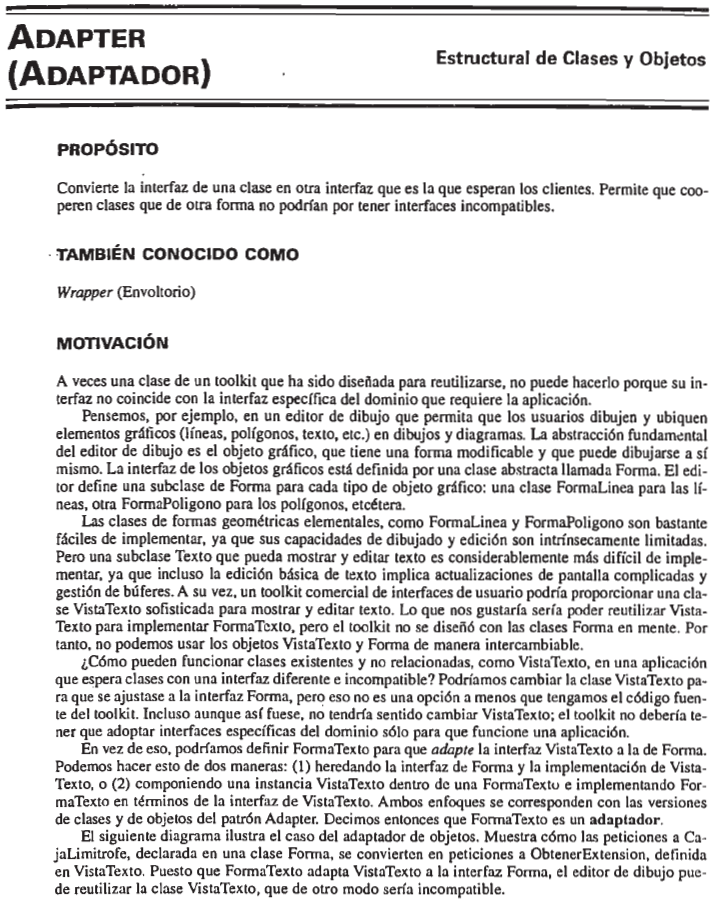 ADAPTER
(ADAPTADOR)
Estructural de Clases y Objetos
PROPÓSITO
Convierte la interfaz de una clase en otra interfaz que es la que esperan los clientes. Permite que coo-
peren clases que de otra forma no podrían por tener interfaces incompatibles.
TAMBIÉN CONOCIDO COMO
Wrapper (Envoltorio)
MOTIVACIÓN
A veces una clase de un toolkit que ha sido diseñada para reutilizarse, no puede hacerlo porque su in-
terfaz no coincide con la interfaz específica del dominio que requiere la aplicación.
Pensemos, por ejemplo, en un editor de dibujo que permita que los usuarios dibujen y ubiquen
elementos gráficos (líneas, polígonos, texto, etc.) en dibujos y diagramas. La abstracción fundamental
del editor de dibujo es el objeto gráfico, que tiene una forma modificable y que puede dibujarse a sí
mismo. La interfaz de los objetos gráficos está definida por una clase abstracta llamada Forma. El edi-
tor define una subclase de Forma para cada tipo de objeto gráfico: una clase FormaLinea para las lí-
neas, otra FormaPoligono para los polígonos, etcétera.
Las clases de formas geométricas elementales, como FormaLinea y FormaPoligono son bastante
fáciles de implementar, ya que sus capacidades de dibujado y edición son intrínsecamente limitadas.
Pero una subclase Texto que pueda mostrar y editar texto es considerablemente más difícil de imple-
mentar, ya que incluso la edición básica de texto implica actualizaciones de pantalla complicadas y
gestión de búferes. A su vez, un toolkit comercial de interfaces de usuario podría proporcionar una cla-
se VistaTexto sofisticada para mostrar y editar texto. Lo que nos gustaría sería poder reutilizar Vista-
Texto para implementar FormaTexto, pero el toolkit no se diseñó con las clases Forma en mente. Por
tanto, no podemos usar los objetos VistaTexto y Forma de manera intercambiable.
¿Cómo pueden funcionar clases existentes y no relacionadas, como VistaTexto, en una aplicación
que espera clases con una interfaz diferente e incompatible? Podríamos cambiar la clase VistaTexto pa-
ra que se ajustase a la interfaz Forma, pero eso no es una opción a menos que tengamos el código fuen-
te del toolkit. Incluso aunque así fuese, no tendría sentido cambiar VistaTexto; el toolkit no debería te-
ner que adoptar interfaces específicas del dominio sólo para que funcione una aplicación.
En vez de eso, podríamos definir FormaTexto para que adapte la interfaz VistaTexto a la de Forma.
Podemos hacer esto de dos maneras: (1) heredando la interfaz de Forma y la implementación de Vista-
Texto, o (2) componiendo una instancia VistaTexto dentro de una FormaTexto e implementando For-
maTexto en términos de la interfaz de VistaTexto. Ambos enfoques se corresponden con las versiones
de clases y de objetos del patrón Adapter. Decimos entonces que FormaTexto es un adaptador.
El siguiente diagrama ilustra el caso del adaptador de objetos. Muestra cómo las peticiones a Ca-
jaLimitrofe, declarada en una clase Forma, se convierten en peticiones a ObtenerExtension, definida
en VistaTexto. Puesto que FormaTexto adapta VistaTexto a la interfaz Forma, el editor de dibujo pue-
de reutilizar la clase VistaTexto, que de otro modo sería incompatible.